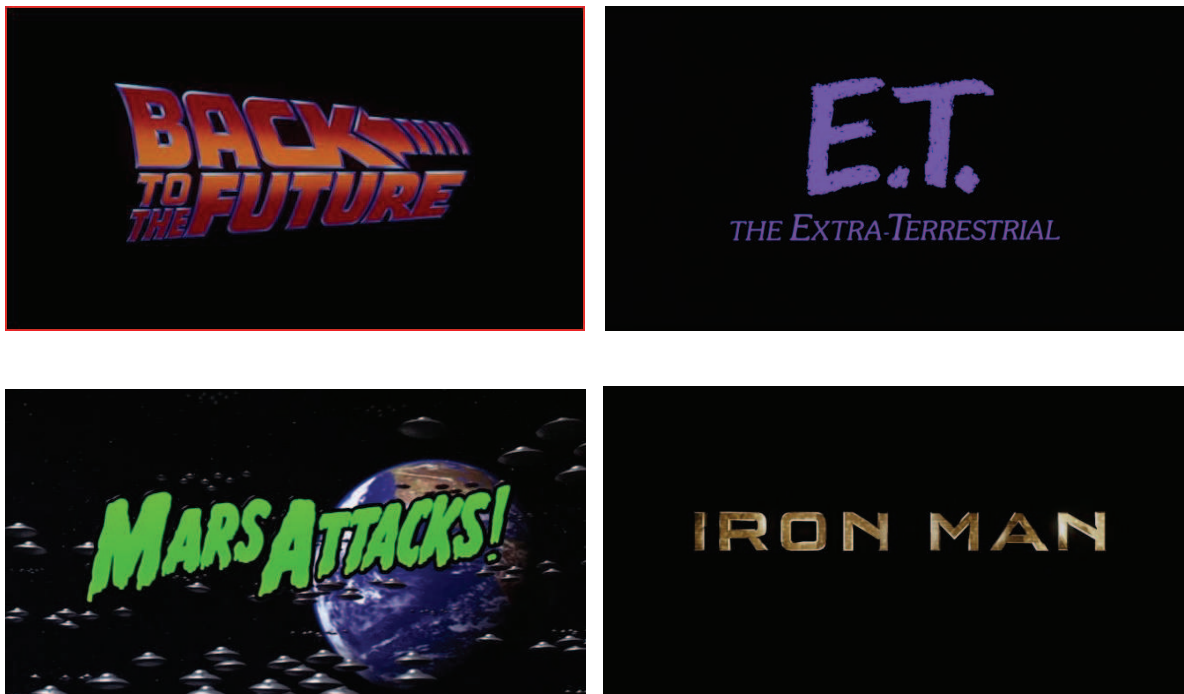 BACK
TO
THE FUTURE
E.T.
THE EXTRA-TERRESTRIAL
MARS ATTACKS!
IRON MAN